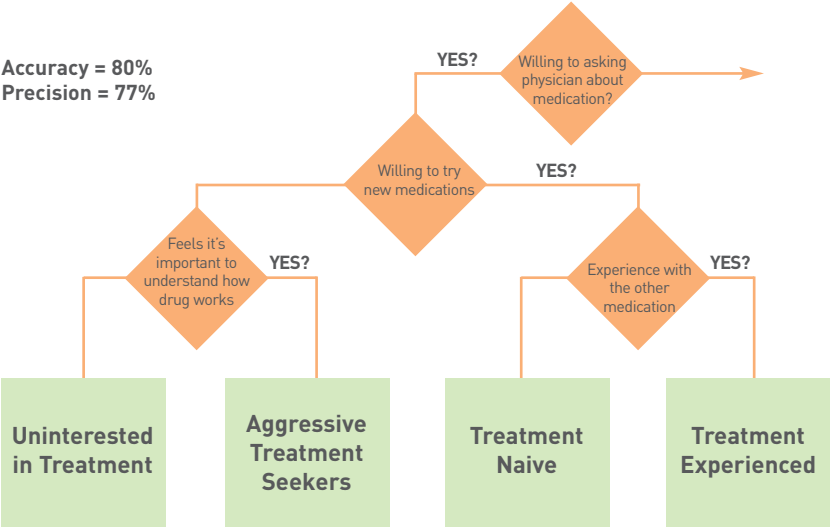 Accuracy = 80%
Precision = 77%
YES?
Willing to asking
physician about
medication?
Willing to try
new medications
YES?
Feels it's
important to
understand how
drug works
YES?
Experience with
the other
medication
YES?
Uninterested
in Treatment
Aggressive
Treatment
Seekers
Treatment
Naive
Treatment
Experienced